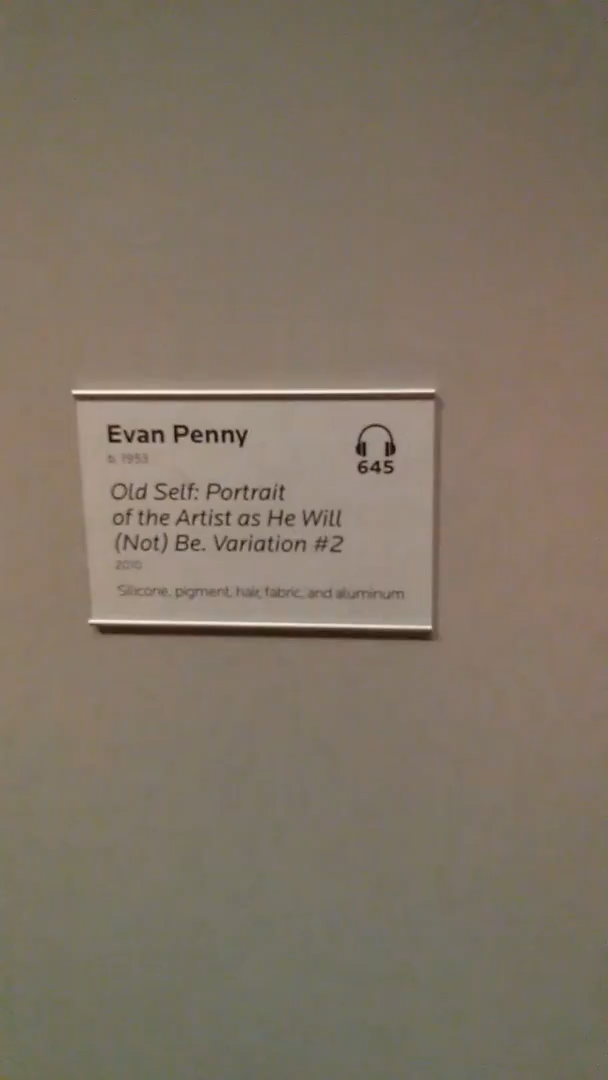 Evan Penny
b. 1953
645
Old Self: Portrait
of the Artist as He Will
(Not) Be. Variation #2
2010
Silicone, pigment, hair, fabric, and aluminum